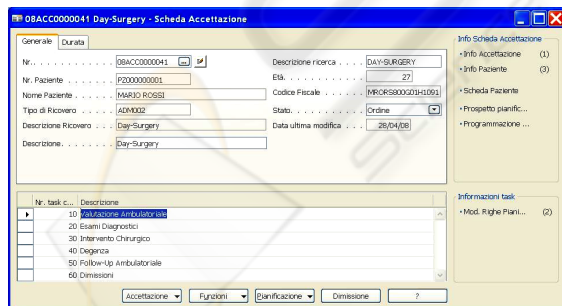 08ACC0000041 Day-Surgery - Scheda Accettazione
Generale Durata
Nr. . . . . . . . . . . . . 08ACC0000041 ...
Nr. Paziente . . . . . . PZ000000001
Nome Paziente . . . . . MARIO ROSSI
Tipo di Ricovero . . . . ADM002
Descrizione Ricovero . . . Day-Surgery
Descrizione. . . . . . . . Day-Surgery
Descrizione ricerca . . . DAY-SURGERY
Età. . . . . . . . . . . . 27
Codice Fiscale . . . . . . MRORS800G01H1091
Stato. . . . . . . . . . . Ordine
Data ultima modifica . . . 28/04/08
Info Scheda Accettazione
• Info Accettazione (1)
• Info Paziente (3)
• Scheda Paziente
• Prospetto pianific...
• Programmazione ...
Nr. task c... Descrizione
10 Valutazione Ambulatoriale
20 Esami Diagnostici
30 Intervento Chirurgico
40 Degenza
50 Follow-Up Ambulatoriale
60 Dimissioni
Informazioni task
• Mod. Righe Piani... (2)
Accettazione Funzioni Pianificazione Dimissione ?